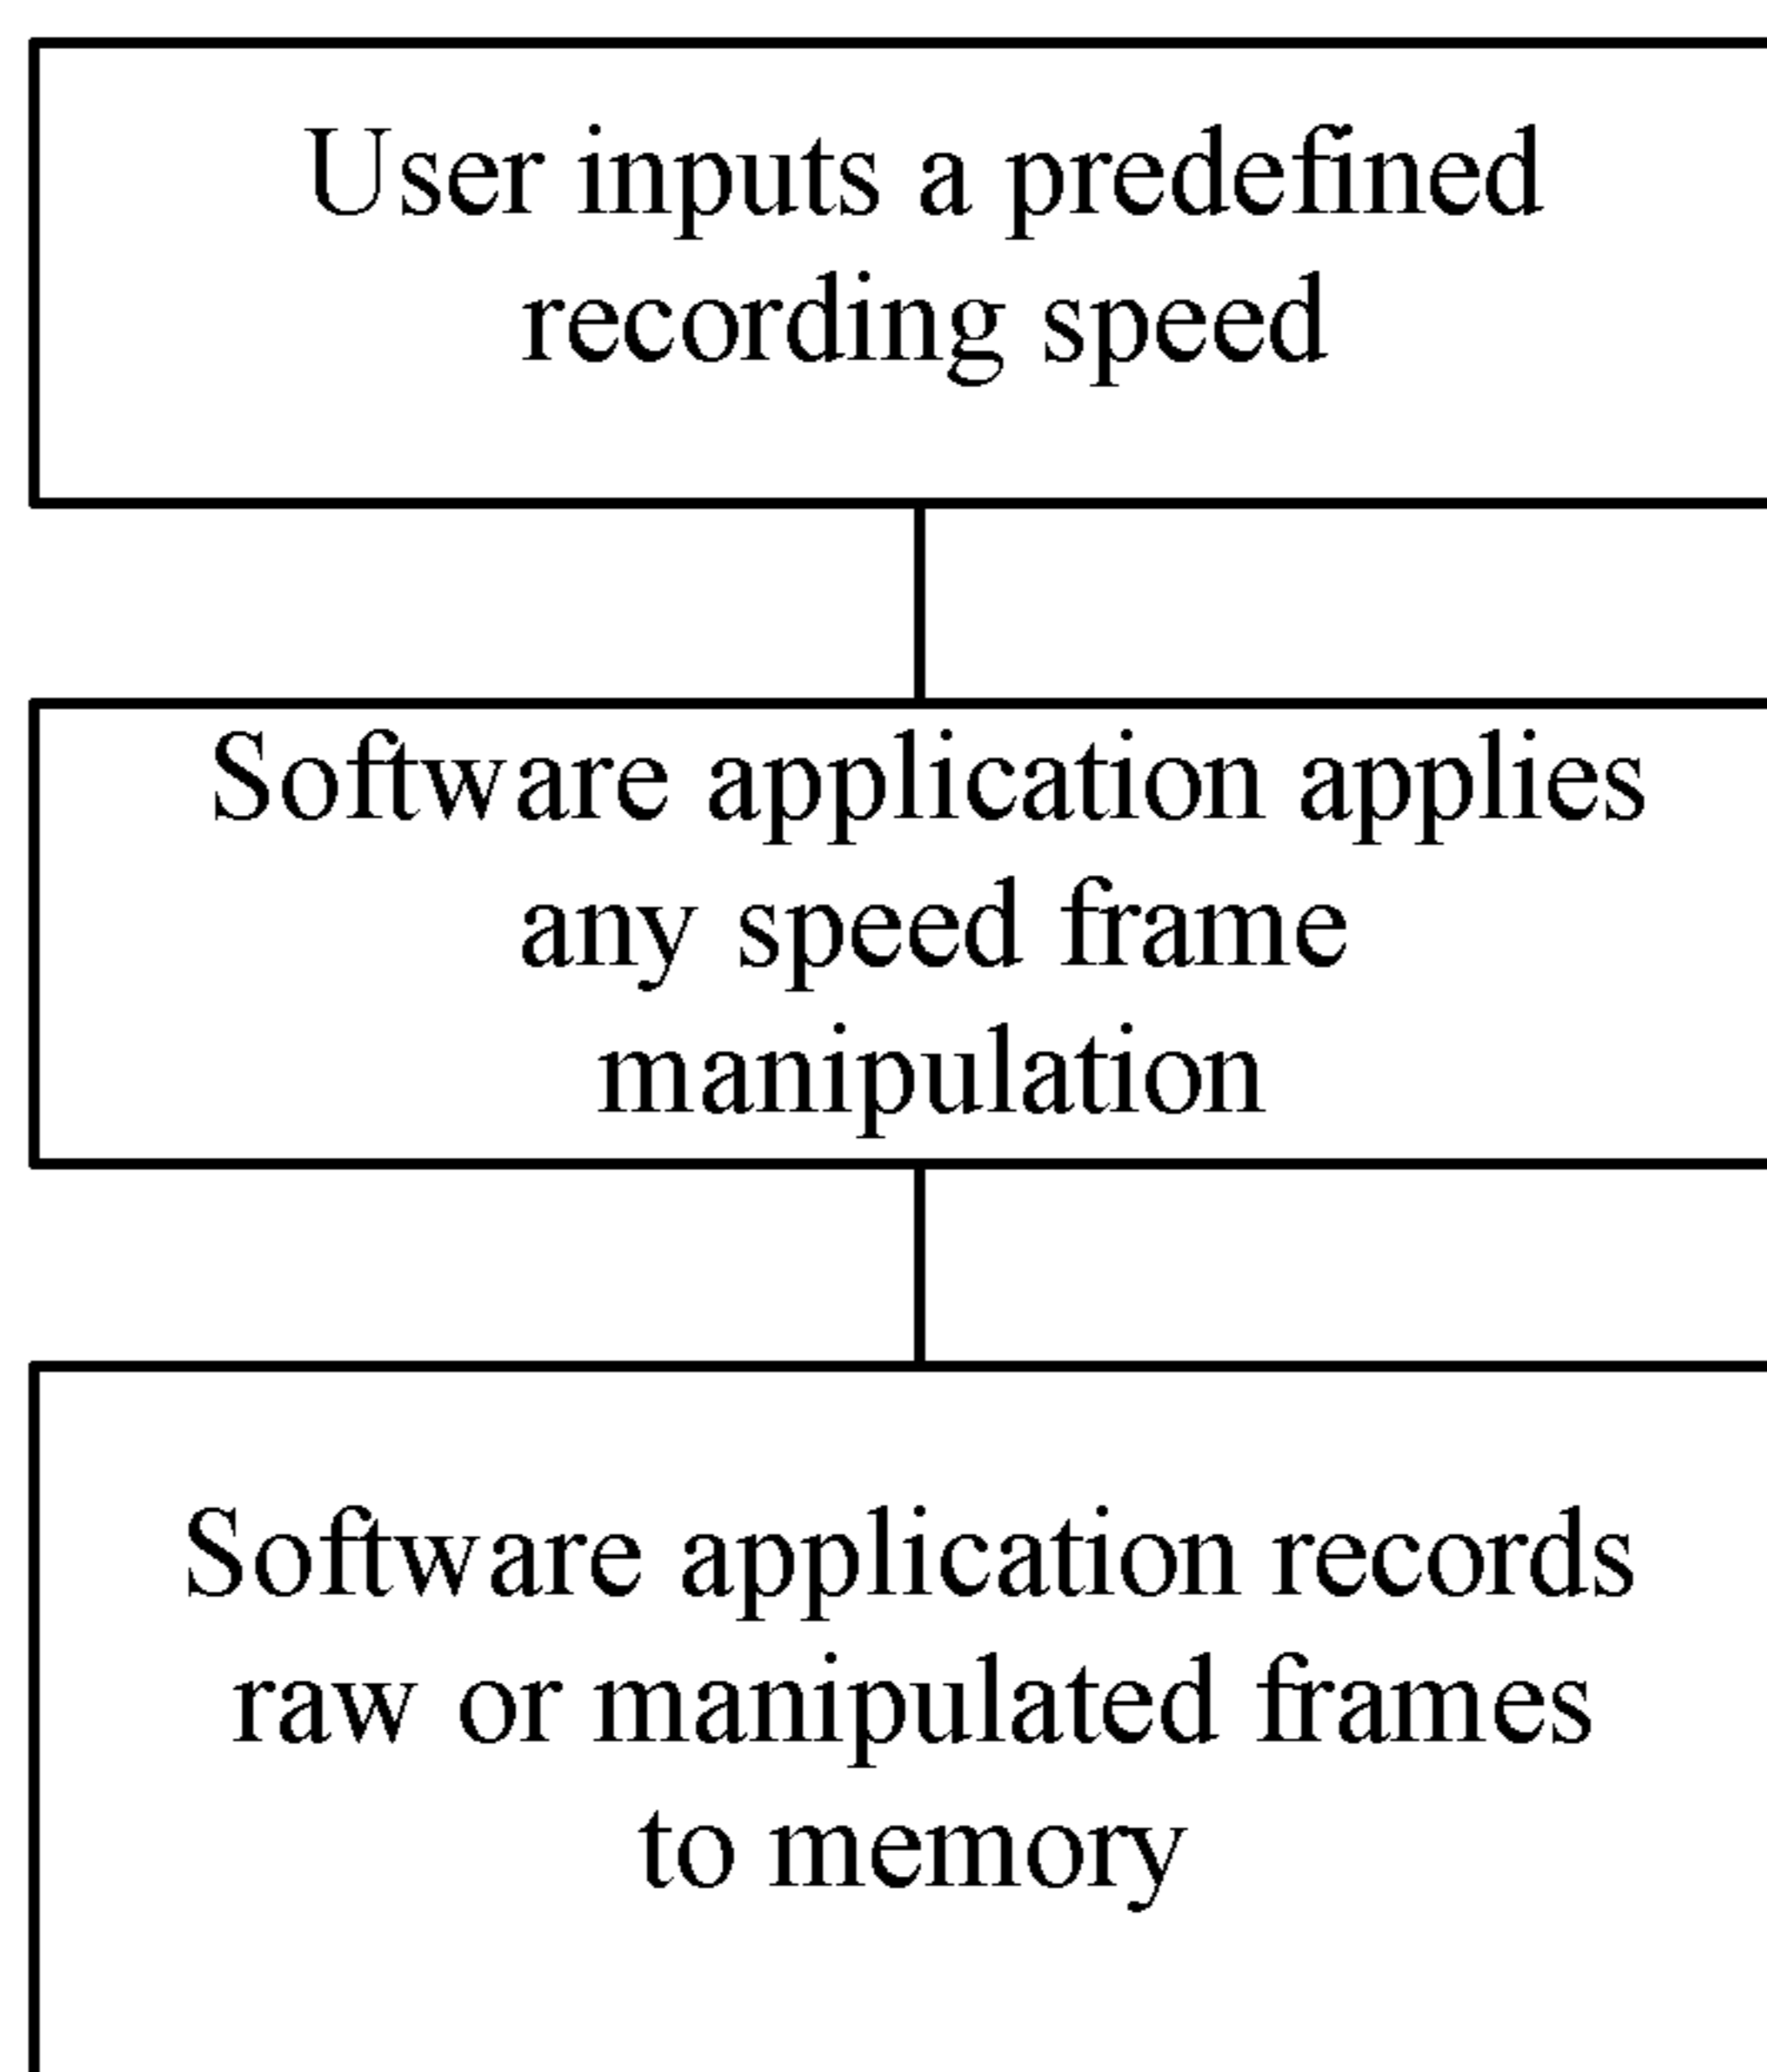 User inputs a predefined
recording speed
Software application applies
any speed frame
manipulation
Software application records
raw or manipulated frames
to memory